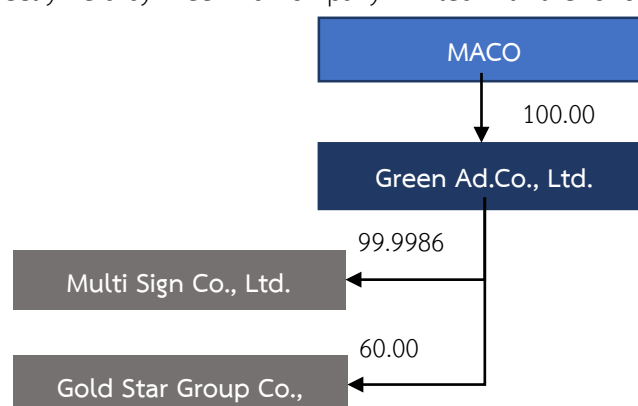 MACO
100.00
Green Ad.Co., Ltd.
99.9986
Multi Sign Co., Ltd.
60.00
Gold Star Group Co.,